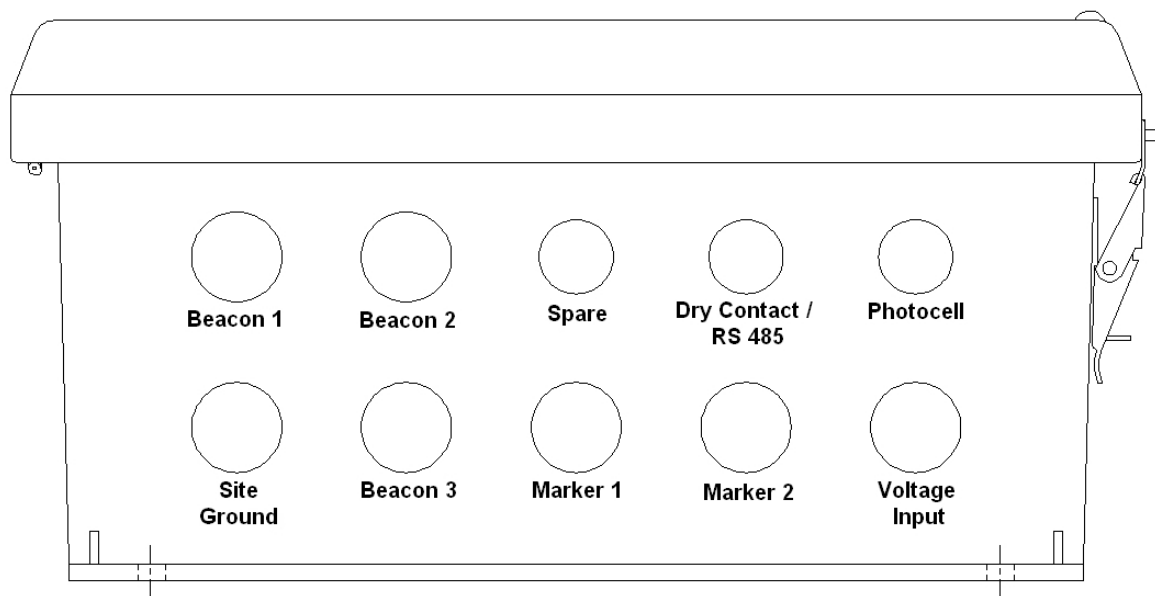 Beacon 1
Beacon 2
Spare
Dry Contact /
RS 485
Photocell
Site
Ground
Beacon 3
Marker 1
Marker 2
Voltage
Input